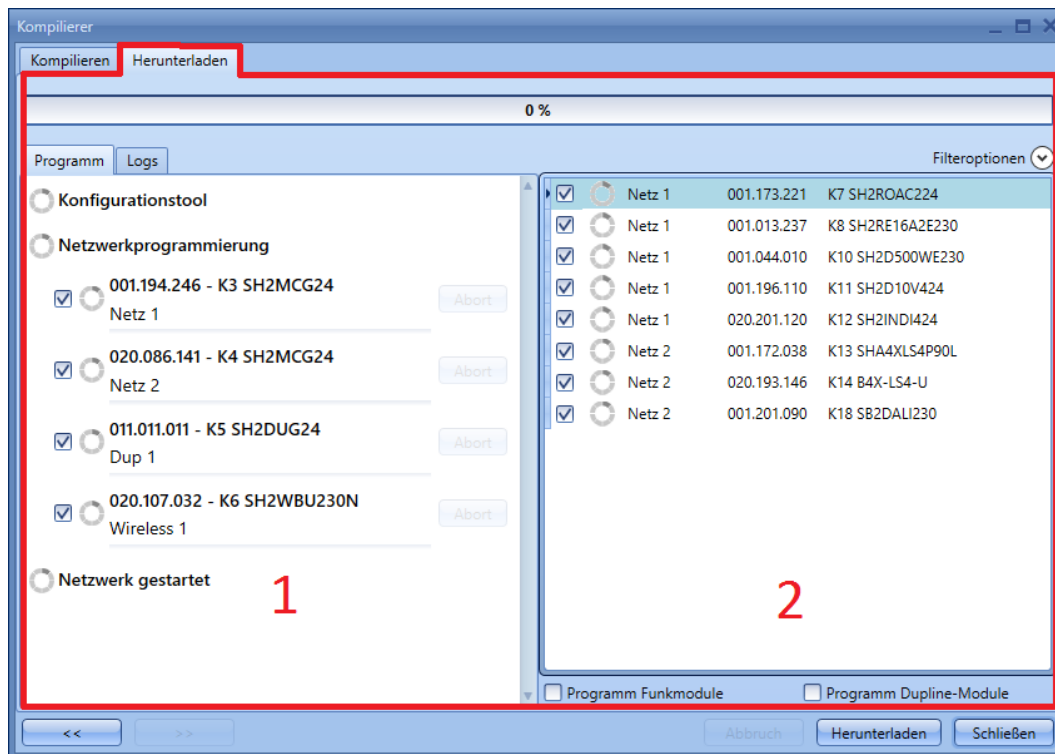 Kompilierer
Kompilieren Herunterladen
0 %
Programm Logs
Filteroptionen
Konfigurationstool
Netzwerkprogrammierung
001.194.246 - K3 SH2MCG24
Netz 1
Abort
020.086.141 - K4 SH2MCG24
Netz 2
Abort
011.011.011 - K5 SH2DUG24
Dup 1
Abort
020.107.032 - K6 SH2WBU230N
Wireless 1
Abort
Netzwerk gestartet
1
Netz 1 001.173.221 K7 SH2ROAC224
Netz 1 001.013.237 K8 SH2RE16A2E230
Netz 1 001.044.010 K10 SH2D500WE230
Netz 1 001.196.110 K11 SH2D10V424
Netz 1 020.201.120 K12 SH2INDI424
Netz 2 001.172.038 K13 SHA4XLS4P90L
Netz 2 020.193.146 K14 B4X-LS4-U
Netz 2 001.201.090 K18 SB2DALI230
2
Programm Funkmodule Programm Dupline-Module
<< >> Abbruch Herunterladen Schließen